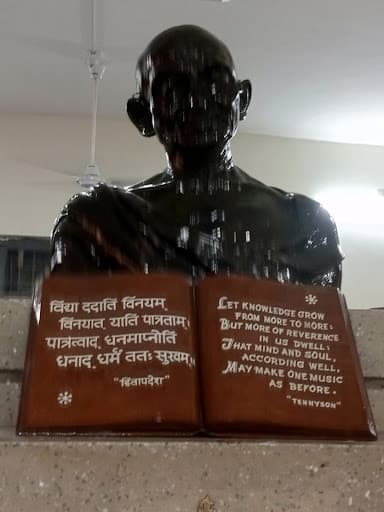 विद्या ददाति विनयम्,
विनयात् याति पात्रताम्।
पात्रत्वाद् धनमाप्नोति
धनाद् धर्मं ततः सुखम्॥
"हितोपदेश"
LET KNOWLEDGE GROW
FROM MORE TO MORE;
BUT MORE OF REVERENCE
IN US DWELL;
THAT MIND AND SOUL,
ACCORDING WELL,
MAY MAKE ONE MUSIC
AS BEFORE.
"TENNYSON"